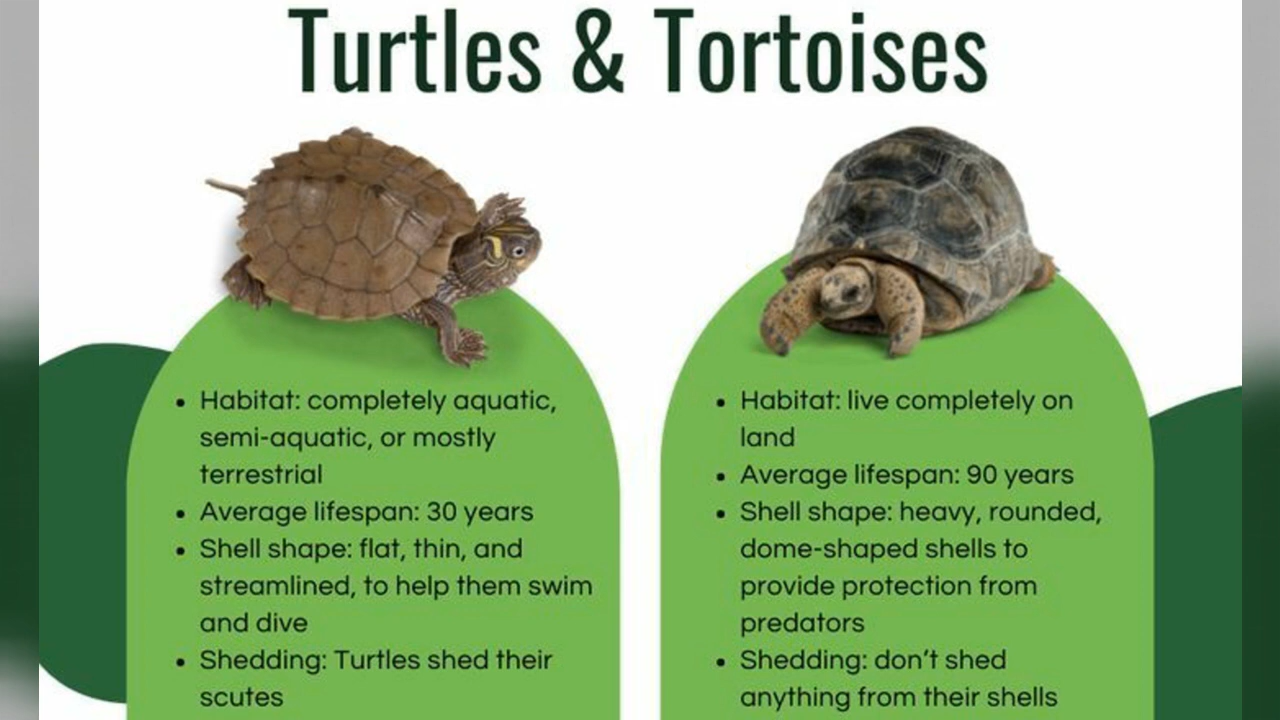 Turtles & Tortoises
• Habitat: completely aquatic,
semi-aquatic, or mostly
terrestrial
• Average lifespan: 30 years
• Shell shape: flat, thin, and
streamlined, to help them swim
and dive
• Shedding: Turtles shed their
scutes
• Habitat: live completely on
land
• Average lifespan: 90 years
• Shell shape: heavy, rounded,
dome-shaped shells to
provide protection from
predators
• Shedding: don’t shed
anything from their shells